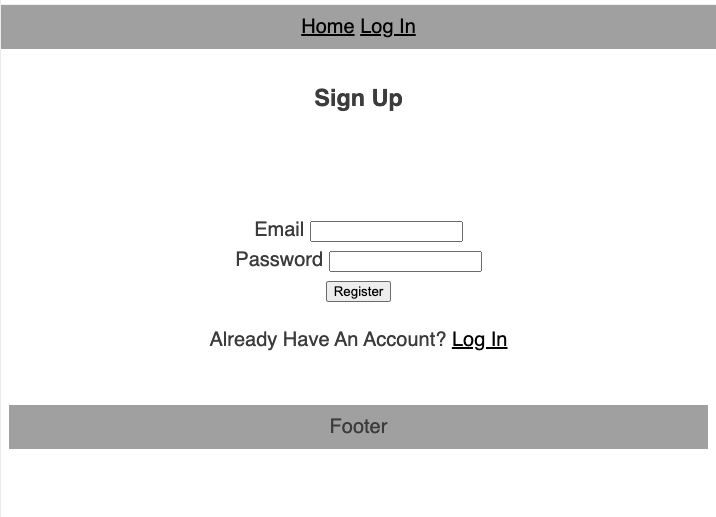 Home Log In
Sign Up
Email
Password
Register
Already Have An Account? Log In
Footer